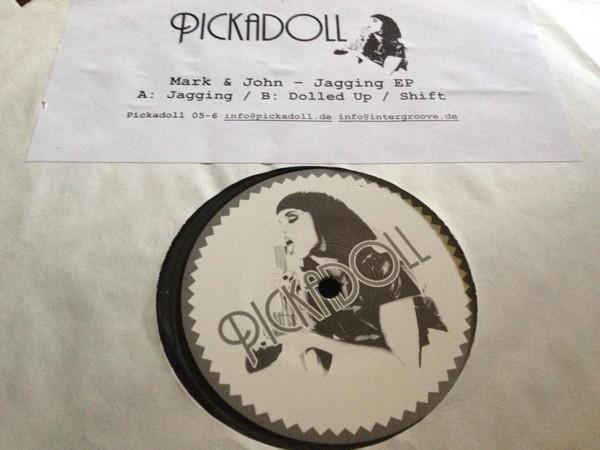 PICKADOLL
Mark & John - Jagging EP
A: Jagging / B: Dolled Up / Shift
Pickadoll 05-6 info@pickadoll.de info@intergroove.de
PICKADOLL